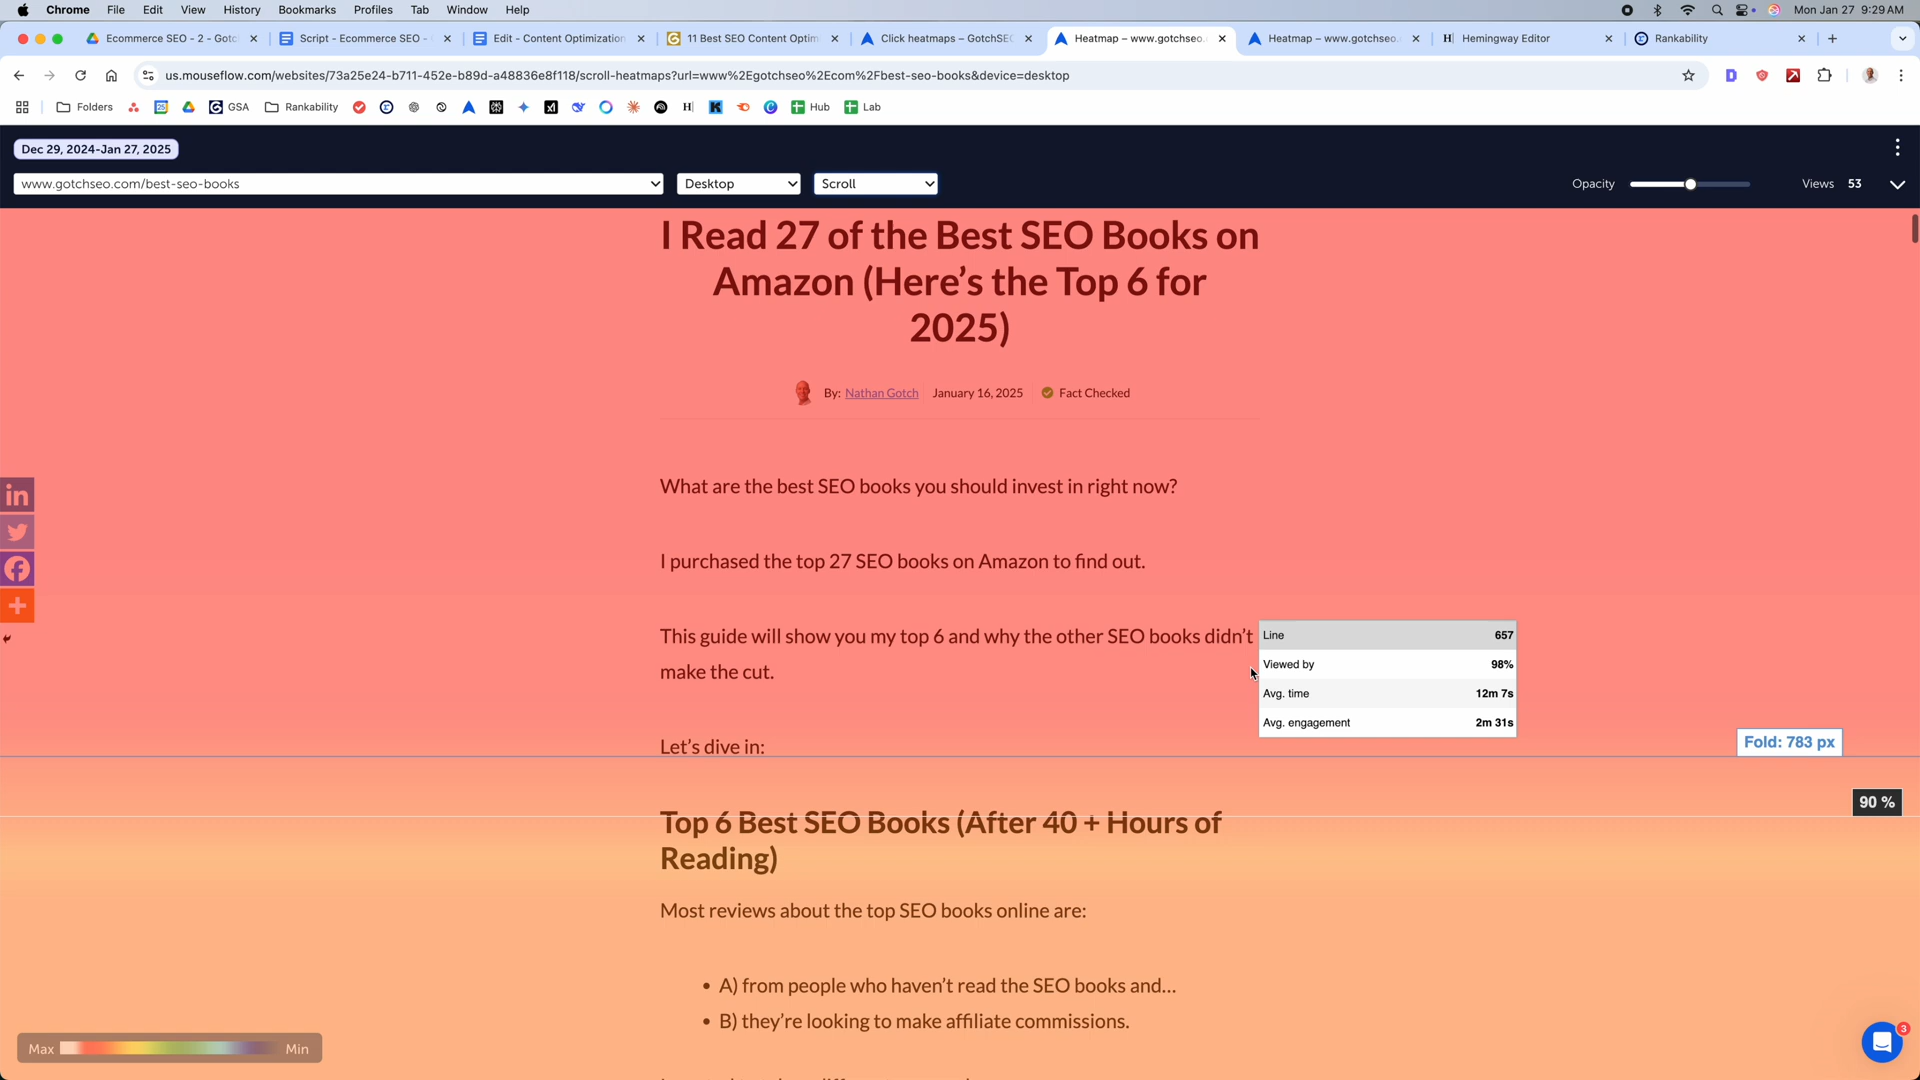 Chrome File Edit View History Bookmarks Profiles Tab Window Help Mon Jan 27 9:29 AM
Ecommerce SEO - 2 - Gotc
Script - Ecommerce SEO -
Edit - Content Optimization
11 Best SEO Content Optim
Click heatmaps – GotchSE
Heatmap – www.gotchseo.
Heatmap – www.gotchseo.
Hemingway Editor
Rankability
us.mouseflow.com/websites/73a25e24-b711-452e-b89d-a48836e8f118/scroll-heatmaps?url=www%2Egotchseo%2Ecom%2Fbest-seo-books&device=desktop
Folders GSA Rankability Hub Lab
Dec 29, 2024-Jan 27, 2025
www.gotchseo.com/best-seo-books Desktop Scroll Opacity Views 53
I Read 27 of the Best SEO Books on
Amazon (Here’s the Top 6 for
2025)
By: Nathan Gotch January 16, 2025 Fact Checked
What are the best SEO books you should invest in right now?
I purchased the top 27 SEO books on Amazon to find out.
This guide will show you my top 6 and why the other SEO books didn’t
make the cut.
Line 657
Viewed by 98%
Avg. time 12m 7s
Avg. engagement 2m 31s
Let’s dive in:
Fold: 783 px
90 %
Top 6 Best SEO Books (After 40 + Hours of
Reading)
Most reviews about the top SEO books online are:
• A) from people who haven’t read the SEO books and…
• B) they’re looking to make affiliate commissions.
Max Min
3